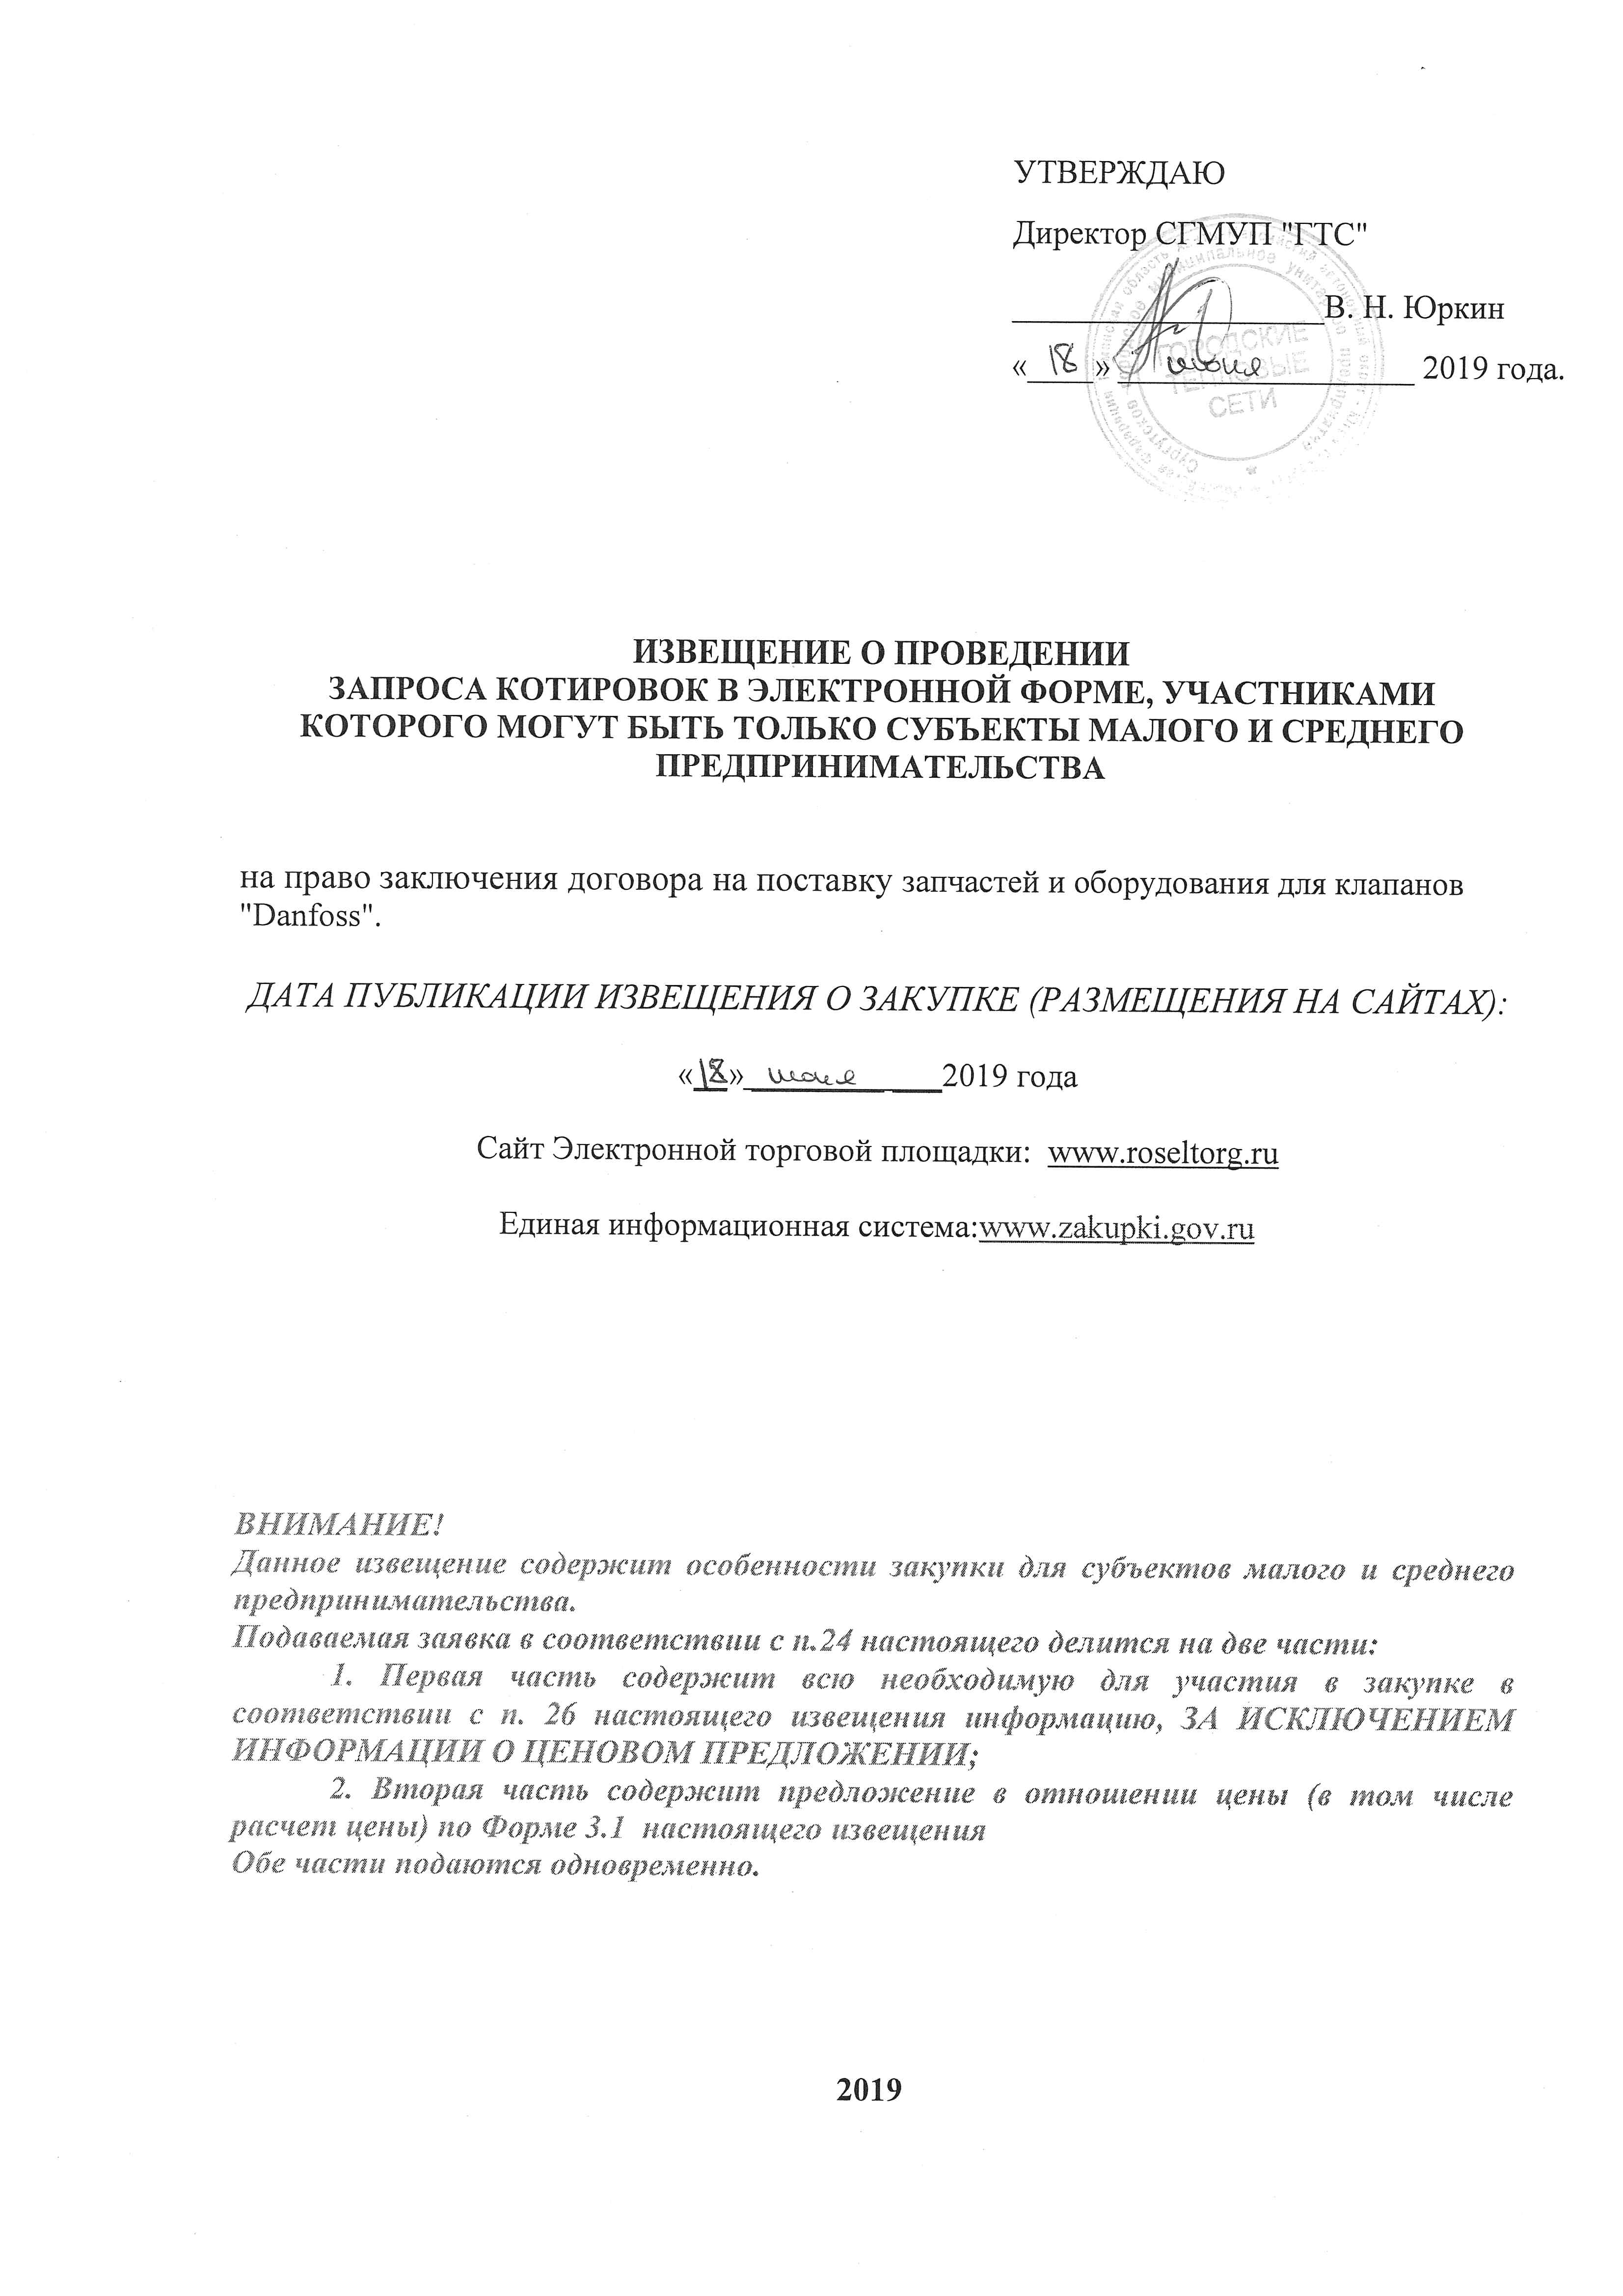 УТВЕРЖДАЮ
Директор СГМУП "ГТС"
В. Н. Юркин
«18» 2019 года.
ГОРОДСКИЕ
ТЕПЛОВЫЕ
СЕТИ
ИЗВЕЩЕНИЕ О ПРОВЕДЕНИИ
ЗАПРОСА КОТИРОВОК В ЭЛЕКТРОННОЙ ФОРМЕ, УЧАСТНИКАМИ
КОТОРОГО МОГУТ БЫТЬ ТОЛЬКО СУБЪЕКТЫ МАЛОГО И СРЕДНЕГО
ПРЕДПРИНИМАТЕЛЬСТВА
на право заключения договора на поставку запчастей и оборудования для клапанов
"Danfoss".
ДАТА ПУБЛИКАЦИИ ИЗВЕЩЕНИЯ О ЗАКУПКЕ (РАЗМЕЩЕНИЯ НА САЙТАХ):
«18» 2019 года
Сайт Электронной торговой площадки: www.roseltorg.ru
Единая информационная система:www.zakupki.gov.ru
ВНИМАНИЕ!
Данное извещение содержит особенности закупки для субъектов малого и среднего
предпринимательства.
Подаваемая заявка в соответствии с п.24 настоящего делится на две части:
1. Первая часть содержит всю необходимую для участия в закупке в
соответствии с п. 26 настоящего извещения информацию, ЗА ИСКЛЮЧЕНИЕМ
ИНФОРМАЦИИ О ЦЕНОВОМ ПРЕДЛОЖЕНИИ;
2. Вторая часть содержит предложение в отношении цены (в том числе
расчет цены) по Форме 3.1 настоящего извещения
Обе части подаются одновременно.
2019